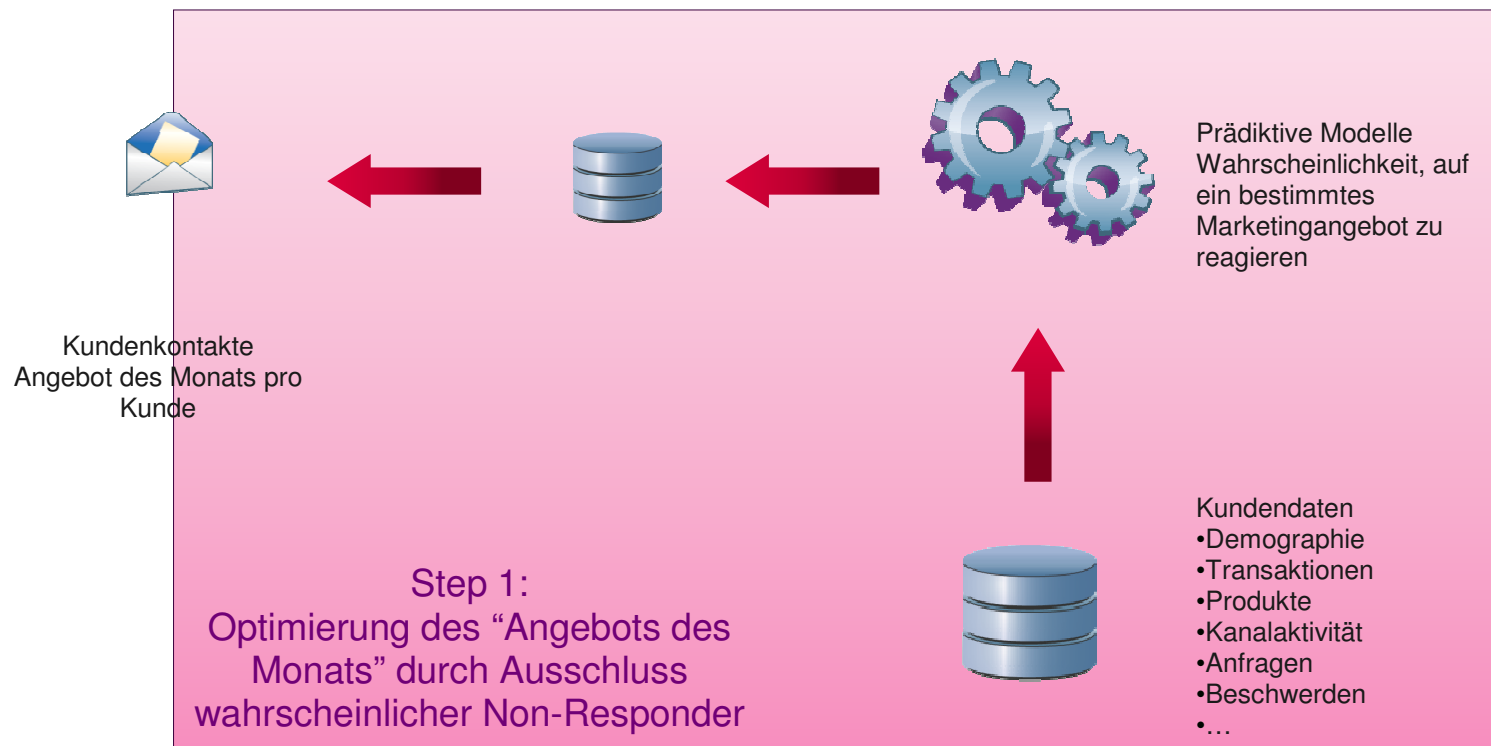 Prädiktive Modelle
Wahrscheinlichkeit, auf
ein bestimmtes
Marketingangebot zu
reagieren
Kundenkontakte
Angebot des Monats pro
Kunde
Step 1:
Optimierung des “Angebots des
Monats” durch Ausschluss
wahrscheinlicher Non-Responder
Kundendaten
•Demographie
•Transaktionen
•Produkte
•Kanalaktivität
•Anfragen
•Beschwerden
•…